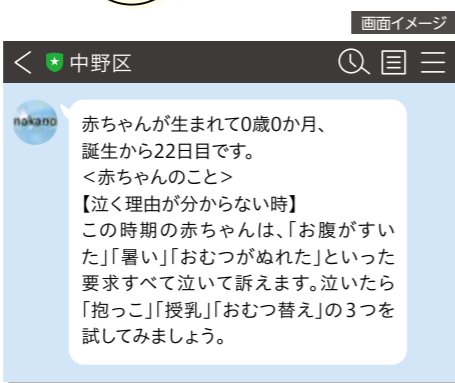 画面イメージ
中野区
nakano
赤ちゃんが生まれて0歳0か月、
誕生から22日目です。
＜赤ちゃんのこと＞
【泣く理由が分からない時】
この時期の赤ちゃんは、「お腹がすい
た」「暑い」「おむつがぬれた」といった
要求すべて泣いて訴えます。泣いたら
「抱っこ」「授乳」「おむつ替え」の3つを
試してみましょう。